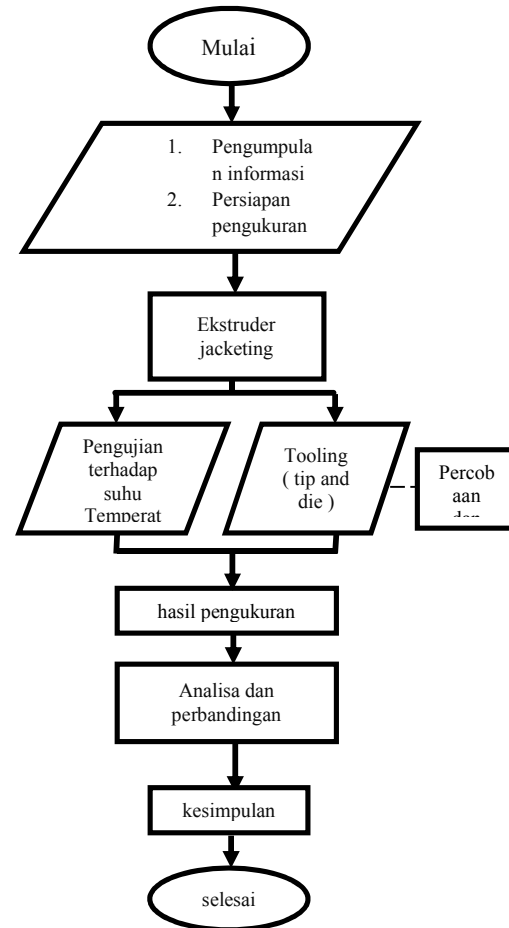 Mulai
1. Pengumpula
n informasi
2. Persiapan
pengukuran
Ekstruder
jacketing
Pengujian
terhadap
suhu
Temperat
Tooling
( tip and
die )
Percob
aan
hasil pengukuran
Analisa dan
perbandingan
kesimpulan
selesai